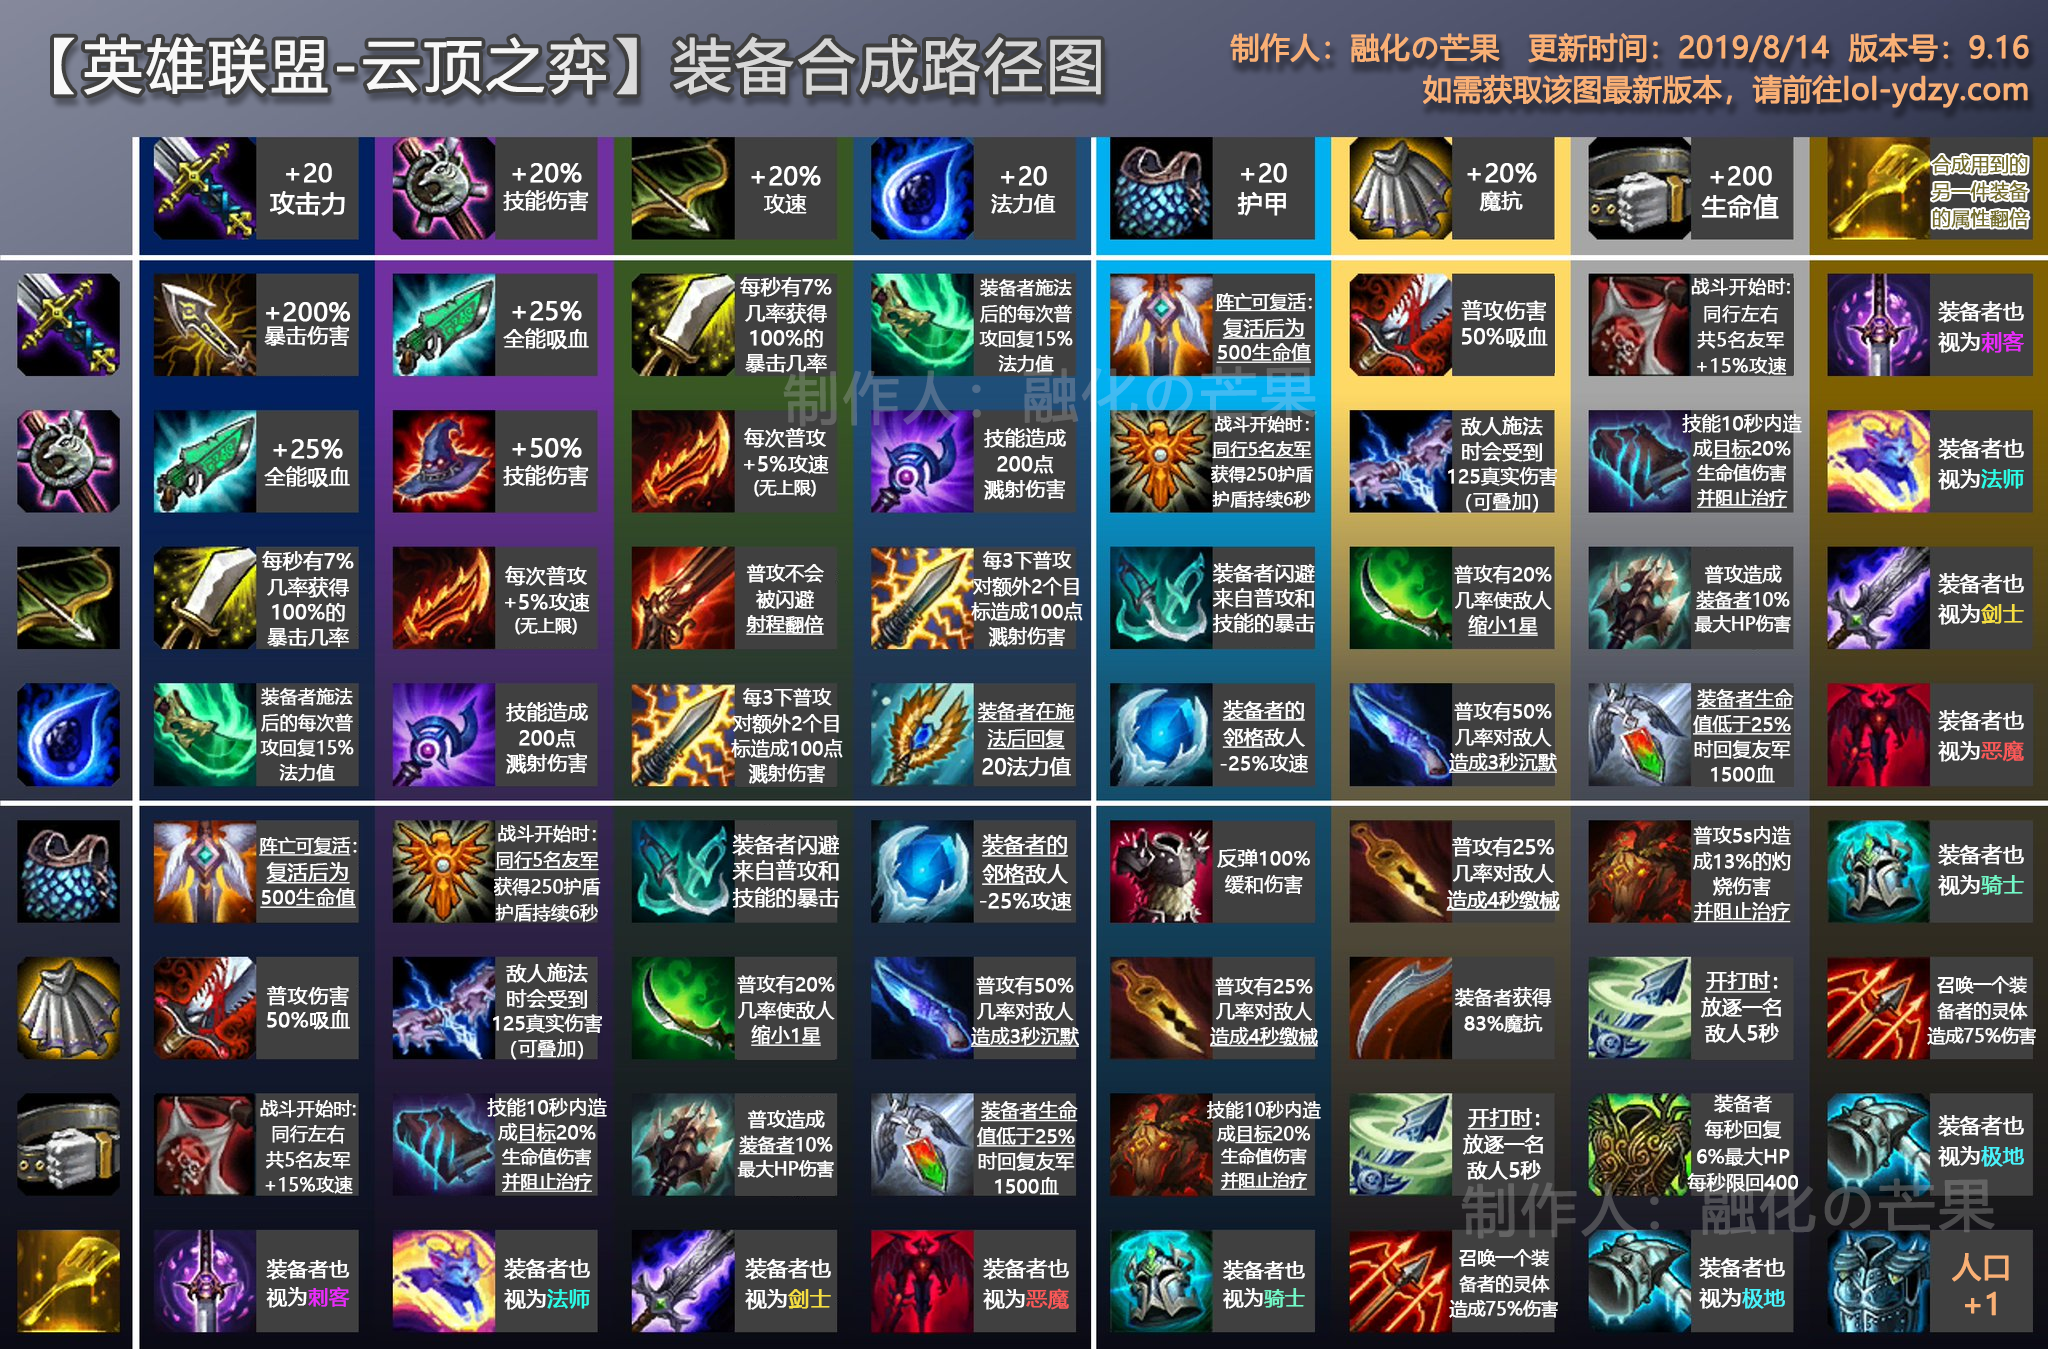 【英雄联盟-云顶之弈】装备合成路径图
制作人：融化の芒果 更新时间：2019/8/14 版本号：9.16
如需获取该图最新版本，请前往lol-ydzy.com
+20
攻击力
+20%
技能伤害
+20%
攻速
+20
法力值
+20
护甲
+20%
魔抗
+200
生命值
合成用到的
另一件装备
的属性翻倍
+200%
暴击伤害
+25%
全能吸血
每秒有7%
几率获得
100%的
暴击几率
装备者施法
后的每次普
攻回复15%
法力值
阵亡可复活：
复活后为
500生命值
普攻伤害
50%吸血
战斗开始时：
同行左右
共5名友军
+15%攻速
装备者也
视为刺客
制作人：融化の芒果
+25%
全能吸血
+50%
技能伤害
每次普攻
+5%攻速
(无上限)
技能造成
200点
溅射伤害
战斗开始时：
同行5名友军
获得250护盾
护盾持续6秒
敌人施法
时会受到
125真实伤害
(可叠加)
技能10秒内造
成目标20%
生命值伤害
并阻止治疗
装备者也
视为法师
每秒有7%
几率获得
100%的
暴击几率
每次普攻
+5%攻速
(无上限)
普攻不会
被闪避
射程翻倍
每3下普攻
对额外2个目
标造成100点
溅射伤害
装备者闪避
来自普攻和
技能的暴击
普攻有20%
几率使敌人
缩小1星
普攻造成
装备者10%
最大HP伤害
装备者也
视为剑士
装备者施法
后的每次普
攻回复15%
法力值
技能造成
200点
溅射伤害
每3下普攻
对额外2个目
标造成100点
溅射伤害
装备者在施
法后回复
20法力值
装备者的
邻格敌人
-25%攻速
普攻有50%
几率对敌人
造成3秒沉默
装备者生命
值低于25%
时回复友军
1500血
装备者也
视为恶魔
阵亡可复活：
复活后为
500生命值
战斗开始时：
同行5名友军
获得250护盾
护盾持续6秒
装备者闪避
来自普攻和
技能的暴击
装备者的
邻格敌人
-25%攻速
反弹100%
缓和伤害
普攻有25%
几率对敌人
造成4秒缴械
普攻5s内造
成13%的灼
烧伤害
并阻止治疗
装备者也
视为骑士
普攻伤害
50%吸血
敌人施法
时会受到
125真实伤害
(可叠加)
普攻有20%
几率使敌人
缩小1星
普攻有50%
几率对敌人
造成3秒沉默
普攻有25%
几率对敌人
造成4秒缴械
装备者获得
83%魔抗
开打时：
放逐一名
敌人5秒
召唤一个装
备者的灵体
造成75%伤害
战斗开始时：
同行左右
共5名友军
+15%攻速
技能10秒内造
成目标20%
生命值伤害
并阻止治疗
普攻造成
装备者10%
最大HP伤害
装备者生命
值低于25%
时回复友军
1500血
技能10秒内造
成目标20%
生命值伤害
并阻止治疗
开打时：
放逐一名
敌人5秒
装备者
每秒回复
6%最大HP
每秒限回400
装备者也
视为极地
制作人：融化の芒果
装备者也
视为刺客
装备者也
视为法师
装备者也
视为剑士
装备者也
视为恶魔
装备者也
视为骑士
召唤一个装
备者的灵体
造成75%伤害
装备者也
视为极地
人口
+1